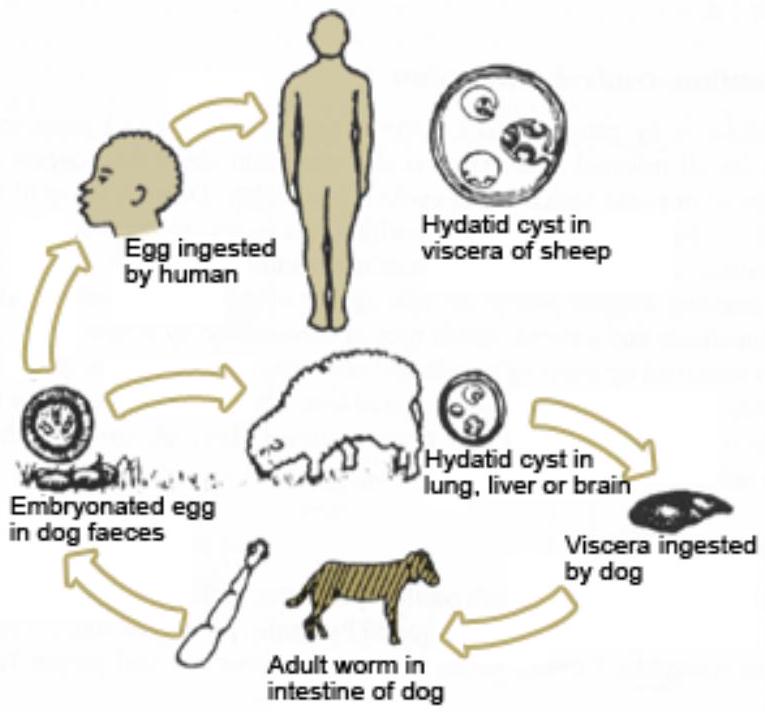 Egg ingested
by human
Hydatid cyst in
viscera of sheep
Embryonated egg
in dog faeces
Hydatid cyst in
lung, liver or brain
Viscera ingested
by dog
Adult worm in
intestine of dog